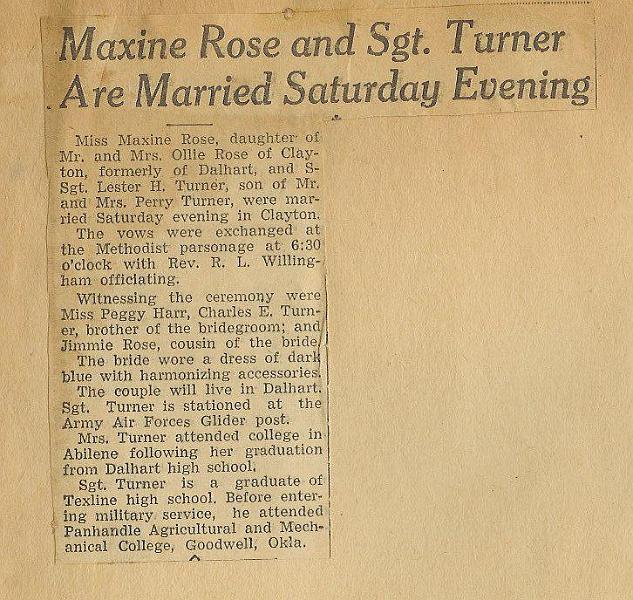 Maxine Rose and Sgt. Turner
Are Married Saturday Evening
Miss Maxine Rose, daughter of
Mr. and Mrs. Ollie Rose of Clay-
ton, formerly of Dalhart, and S-
Sgt. Lester H. Turner, son of Mr.
and Mrs. Perry Turner, were mar-
ried Saturday evening in Clayton.
The vows were exchanged at
the Methodist parsonage at 6:30
o'clock with Rev. R. L. Willing-
ham officiating.
Witnessing the ceremony were
Miss Peggy Harr, Charles E. Turn-
er, brother of the bridegroom; and
Jimmie Rose, cousin of the bride.
The bride wore a dress of dark
blue with harmonizing accessories.
The couple will live in Dalhart.
Sgt. Turner is stationed at the
Army Air Forces Glider post.
Mrs. Turner attended college in
Abilene following her graduation
from Dalhart high school.
Sgt. Turner is a graduate of
Texline high school. Before enter-
ing military service, he attended
Panhandle Agricultural and Mech-
anical College, Goodwell, Okla.